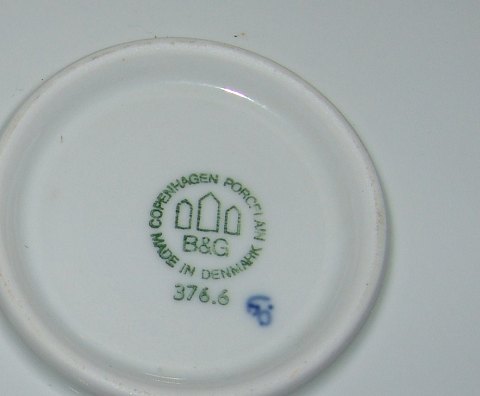 COPENHAGEN PORCELAIN
B&G
MADE IN DENMARK
376.6